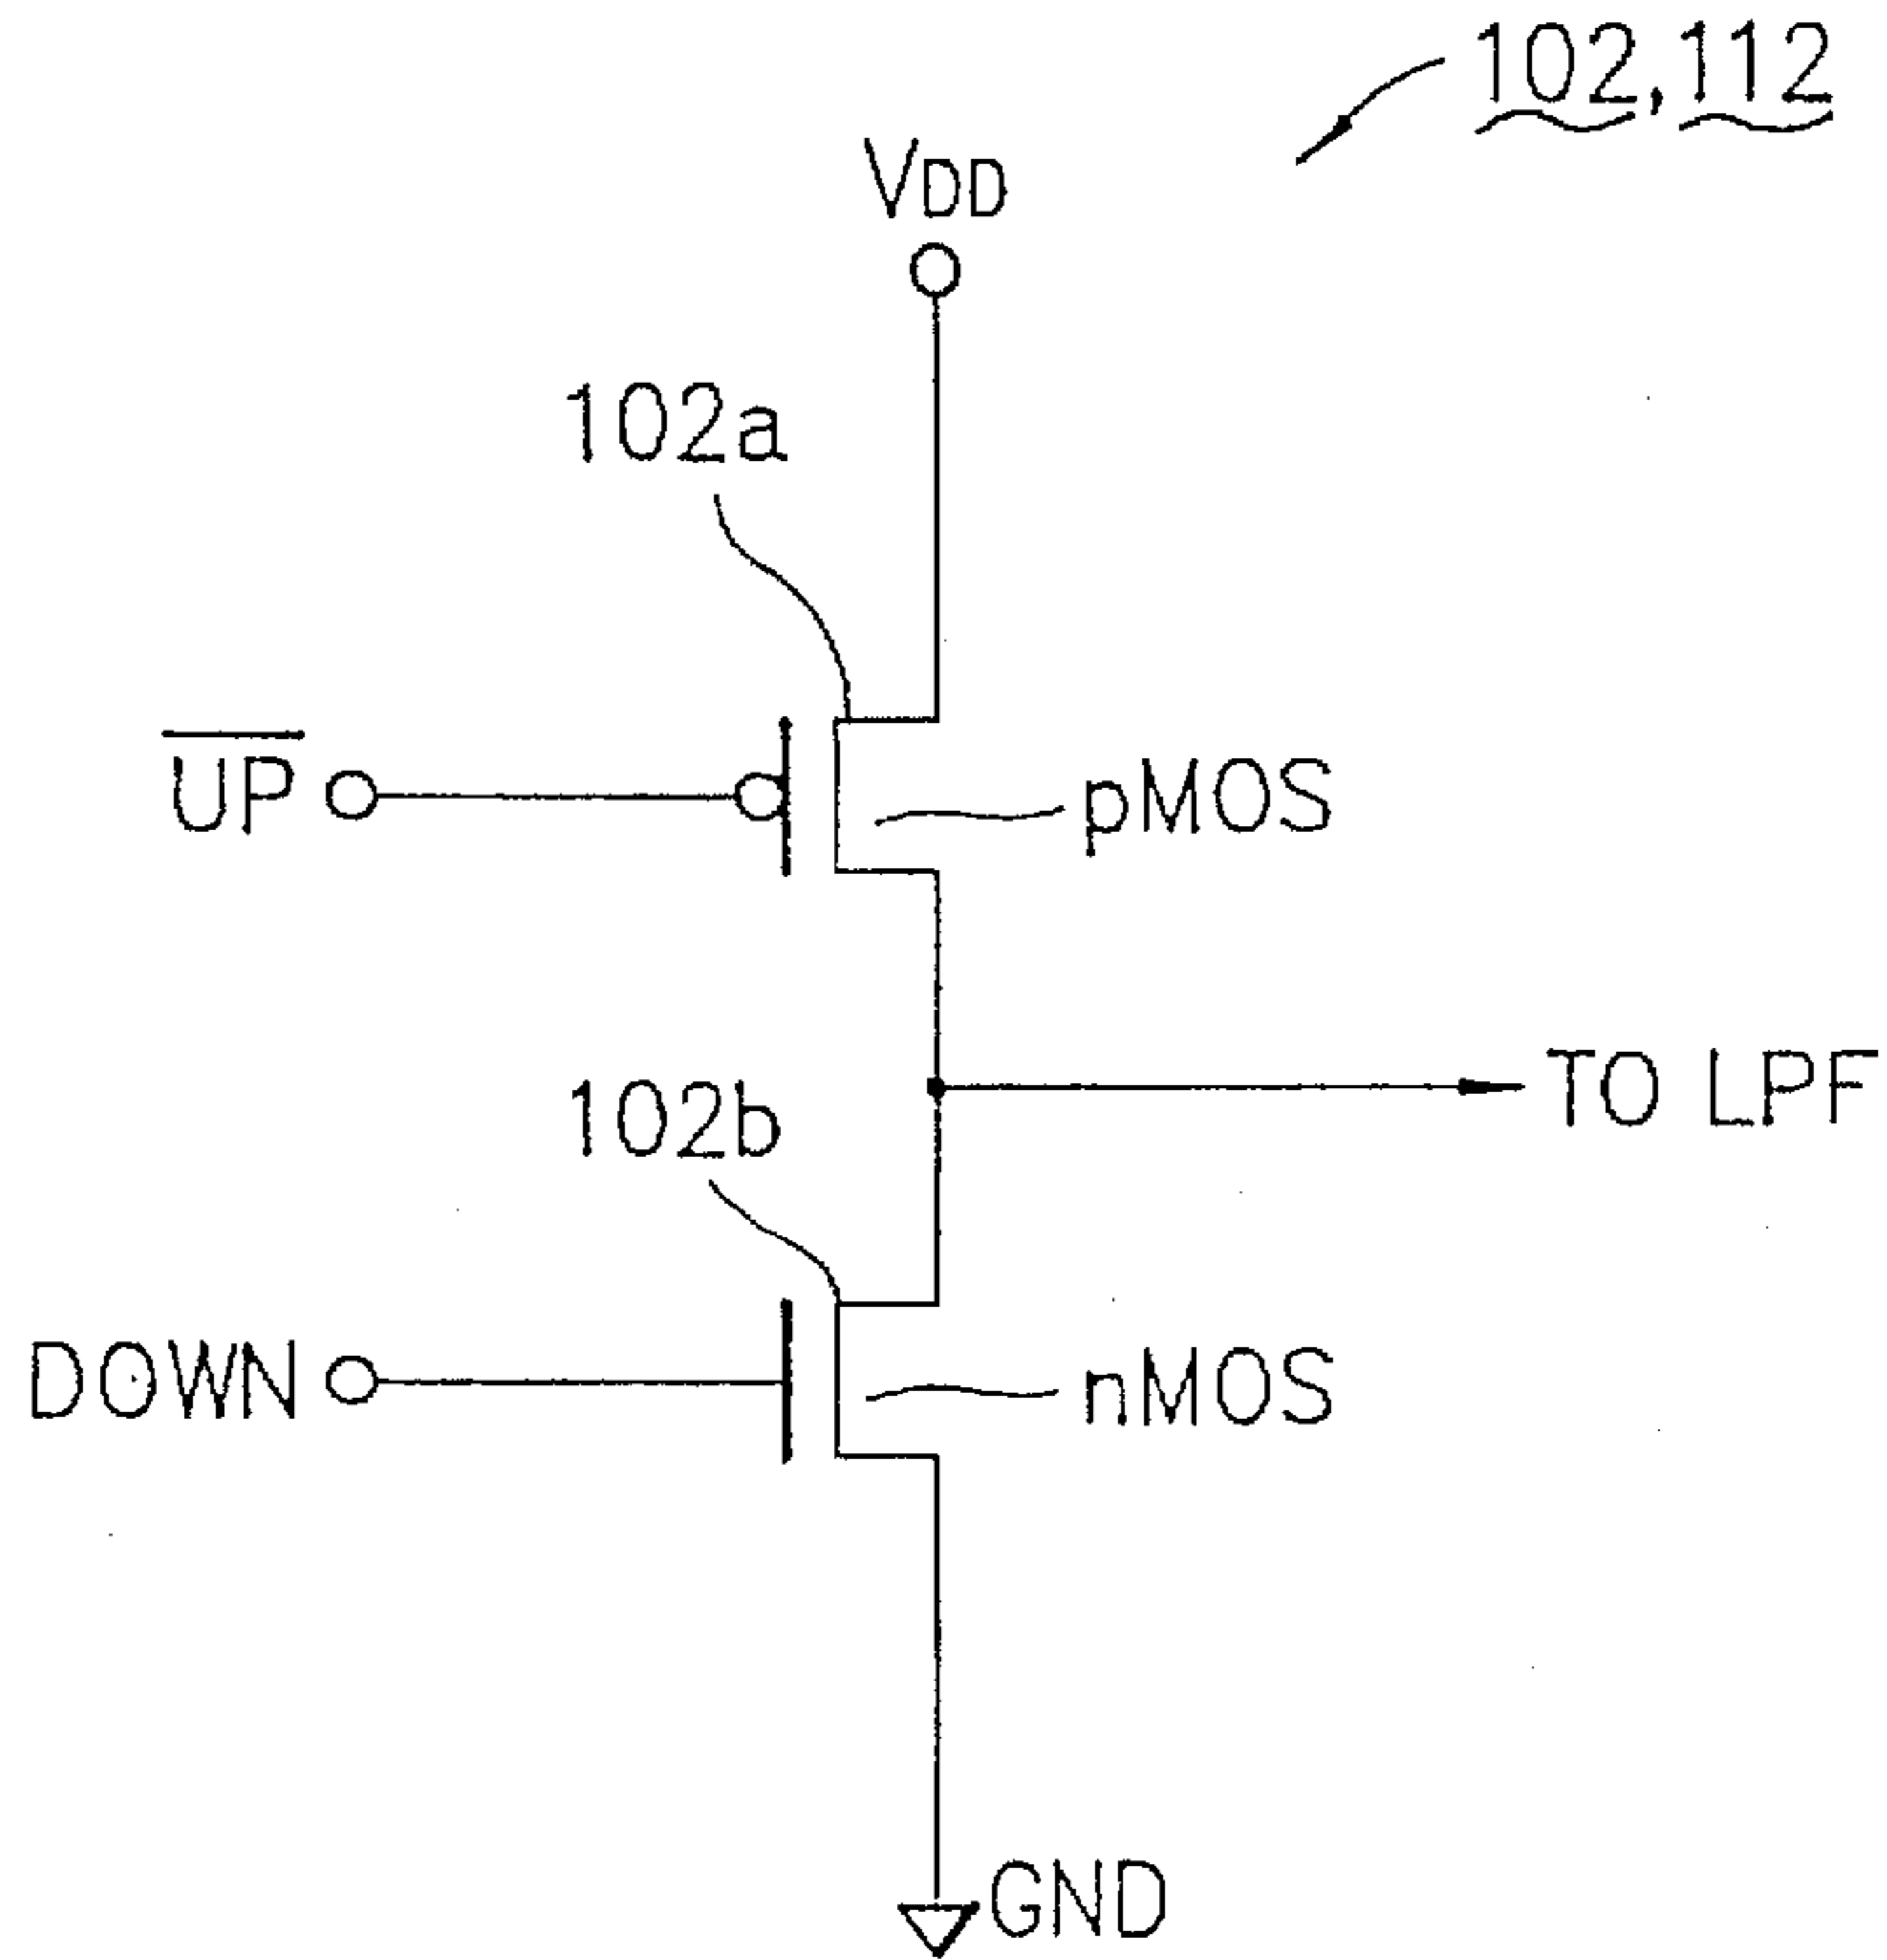 102,112
VDD
102a
UP
pMOS
TO LPF
102b
DOWN
nMOS
GND